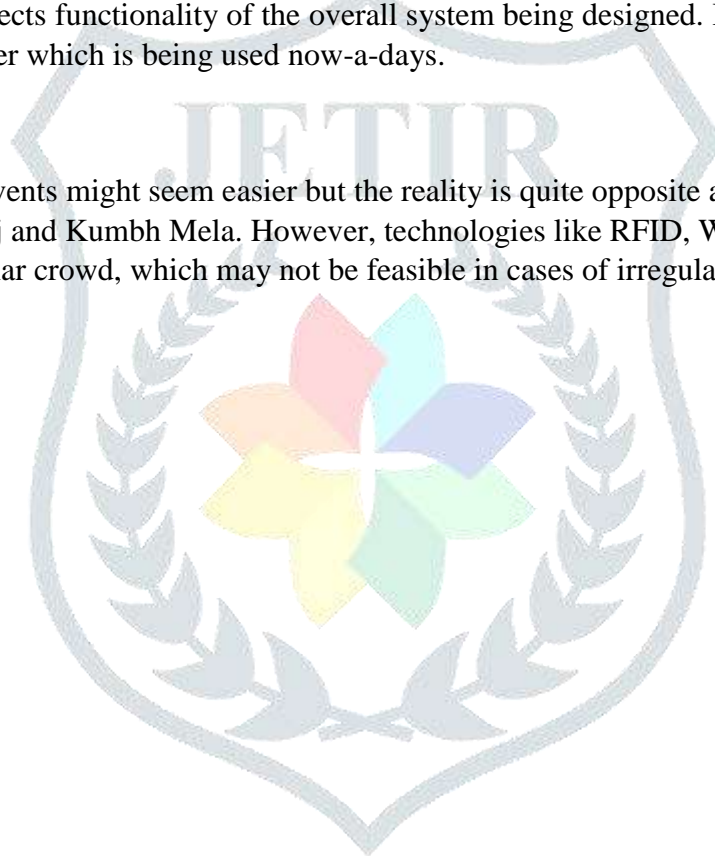 ects functionality of the overall system being designed.
er which is being used now-a-days.
JETIR
vents might seem easier but the reality is quite opposite a
j and Kumbh Mela. However, technologies like RFID, W
lar crowd, which may not be feasible in cases of irregula